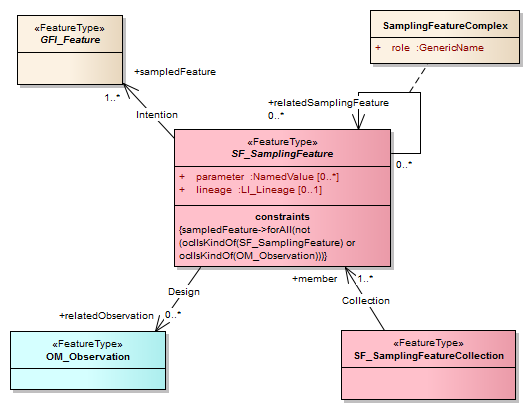 «FeatureType»
GFI_Feature
SamplingFeatureComplex
+ role :GenericName
+sampledFeature
1..*
Intention
+relatedSamplingFeature
0..*
0..*
«FeatureType»
SF_SamplingFeature
+ parameter :NamedValue [0..*]
+ lineage :LI_Lineage [0..1]
constraints
{sampledFeature->forAll(not
(oclIsKindOf(SF_SamplingFeature) or
oclIsKindOf(OM_Observation)))}
Design
+relatedObservation
0..*
+member
1..*
Collection
«FeatureType»
OM_Observation
«FeatureType»
SF_SamplingFeatureCollection